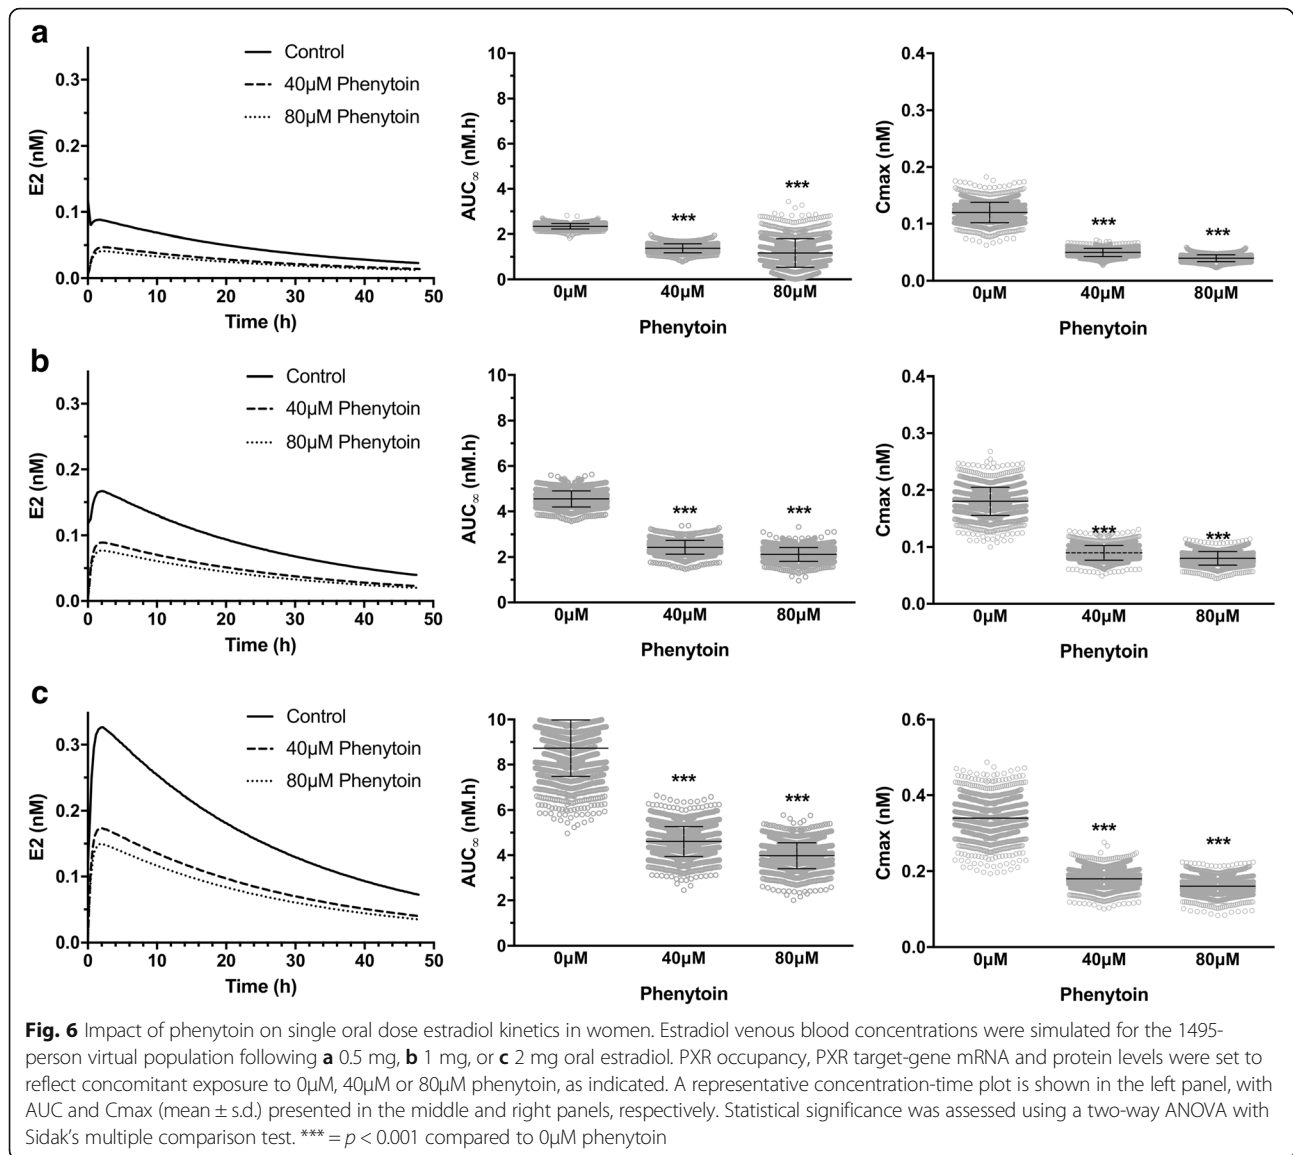 a
Control
40µM Phenytoin
80µM Phenytoin
E2 (nM)
0.3
0.2
0.1
0.0
0 10 20 30 40 50
Time (h)
AUC∞ (nM.h)
10
8
6
4
2
0
***
***
0µM 40µM 80µM
Phenytoin
Cmax (nM)
0.4
0.3
0.2
0.1
0.0
***
***
0µM 40µM 80µM
Phenytoin
b
Control
40µM Phenytoin
80µM Phenytoin
E2 (nM)
0.3
0.2
0.1
0.0
0 10 20 30 40 50
Time (h)
AUC∞ (nM.h)
10
8
6
4
2
0
***
***
0µM 40µM 80µM
Phenytoin
Cmax (nM)
0.4
0.3
0.2
0.1
0.0
***
***
0µM 40µM 80µM
Phenytoin
c
Control
40µM Phenytoin
80µM Phenytoin
E2 (nM)
0.3
0.2
0.1
0.0
0 10 20 30 40 50
Time (h)
AUC∞ (nM.h)
10
8
6
4
2
0
***
***
0µM 40µM 80µM
Phenytoin
Cmax (nM)
0.6
0.4
0.2
0.0
***
***
0µM 40µM 80µM
Phenytoin
Fig. 6 Impact of phenytoin on single oral dose estradiol kinetics in women. Estradiol venous blood concentrations were simulated for the 1495-
person virtual population following a 0.5 mg, b 1 mg, or c 2 mg oral estradiol. PXR occupancy, PXR target-gene mRNA and protein levels were set to
reflect concomitant exposure to 0µM, 40µM or 80µM phenytoin, as indicated. A representative concentration-time plot is shown in the left panel, with
AUC and Cmax (mean ± s.d.) presented in the middle and right panels, respectively. Statistical significance was assessed using a two-way ANOVA with
Sidak's multiple comparison test. *** = p < 0.001 compared to 0µM phenytoin